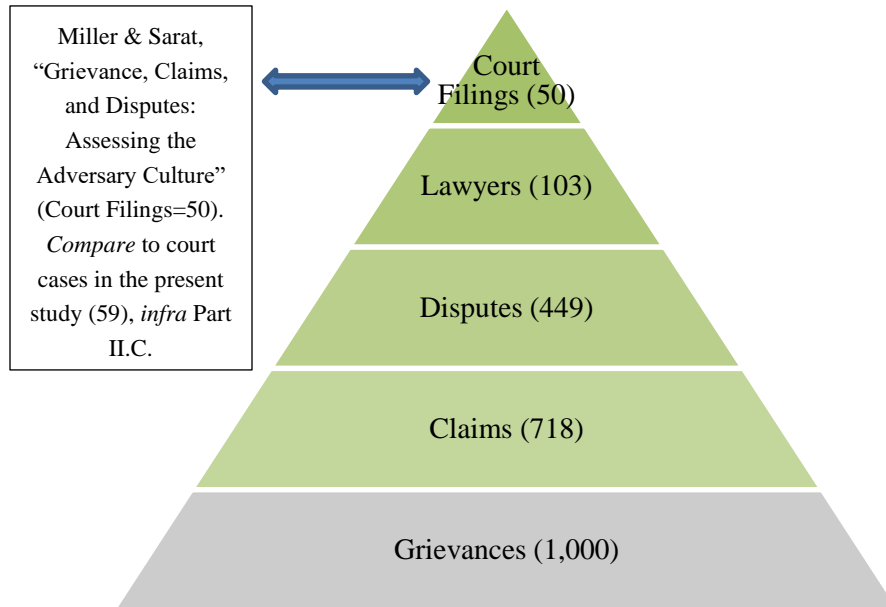 Miller & Sarat,
“Grievance, Claims,
and Disputes:
Assessing the
Adversary Culture”
(Court Filings=50).
Compare to court
cases in the present
study (59), infra Part
II.C.
Court
Filings (50)
Lawyers (103)
Disputes (449)
Claims (718)
Grievances (1,000)